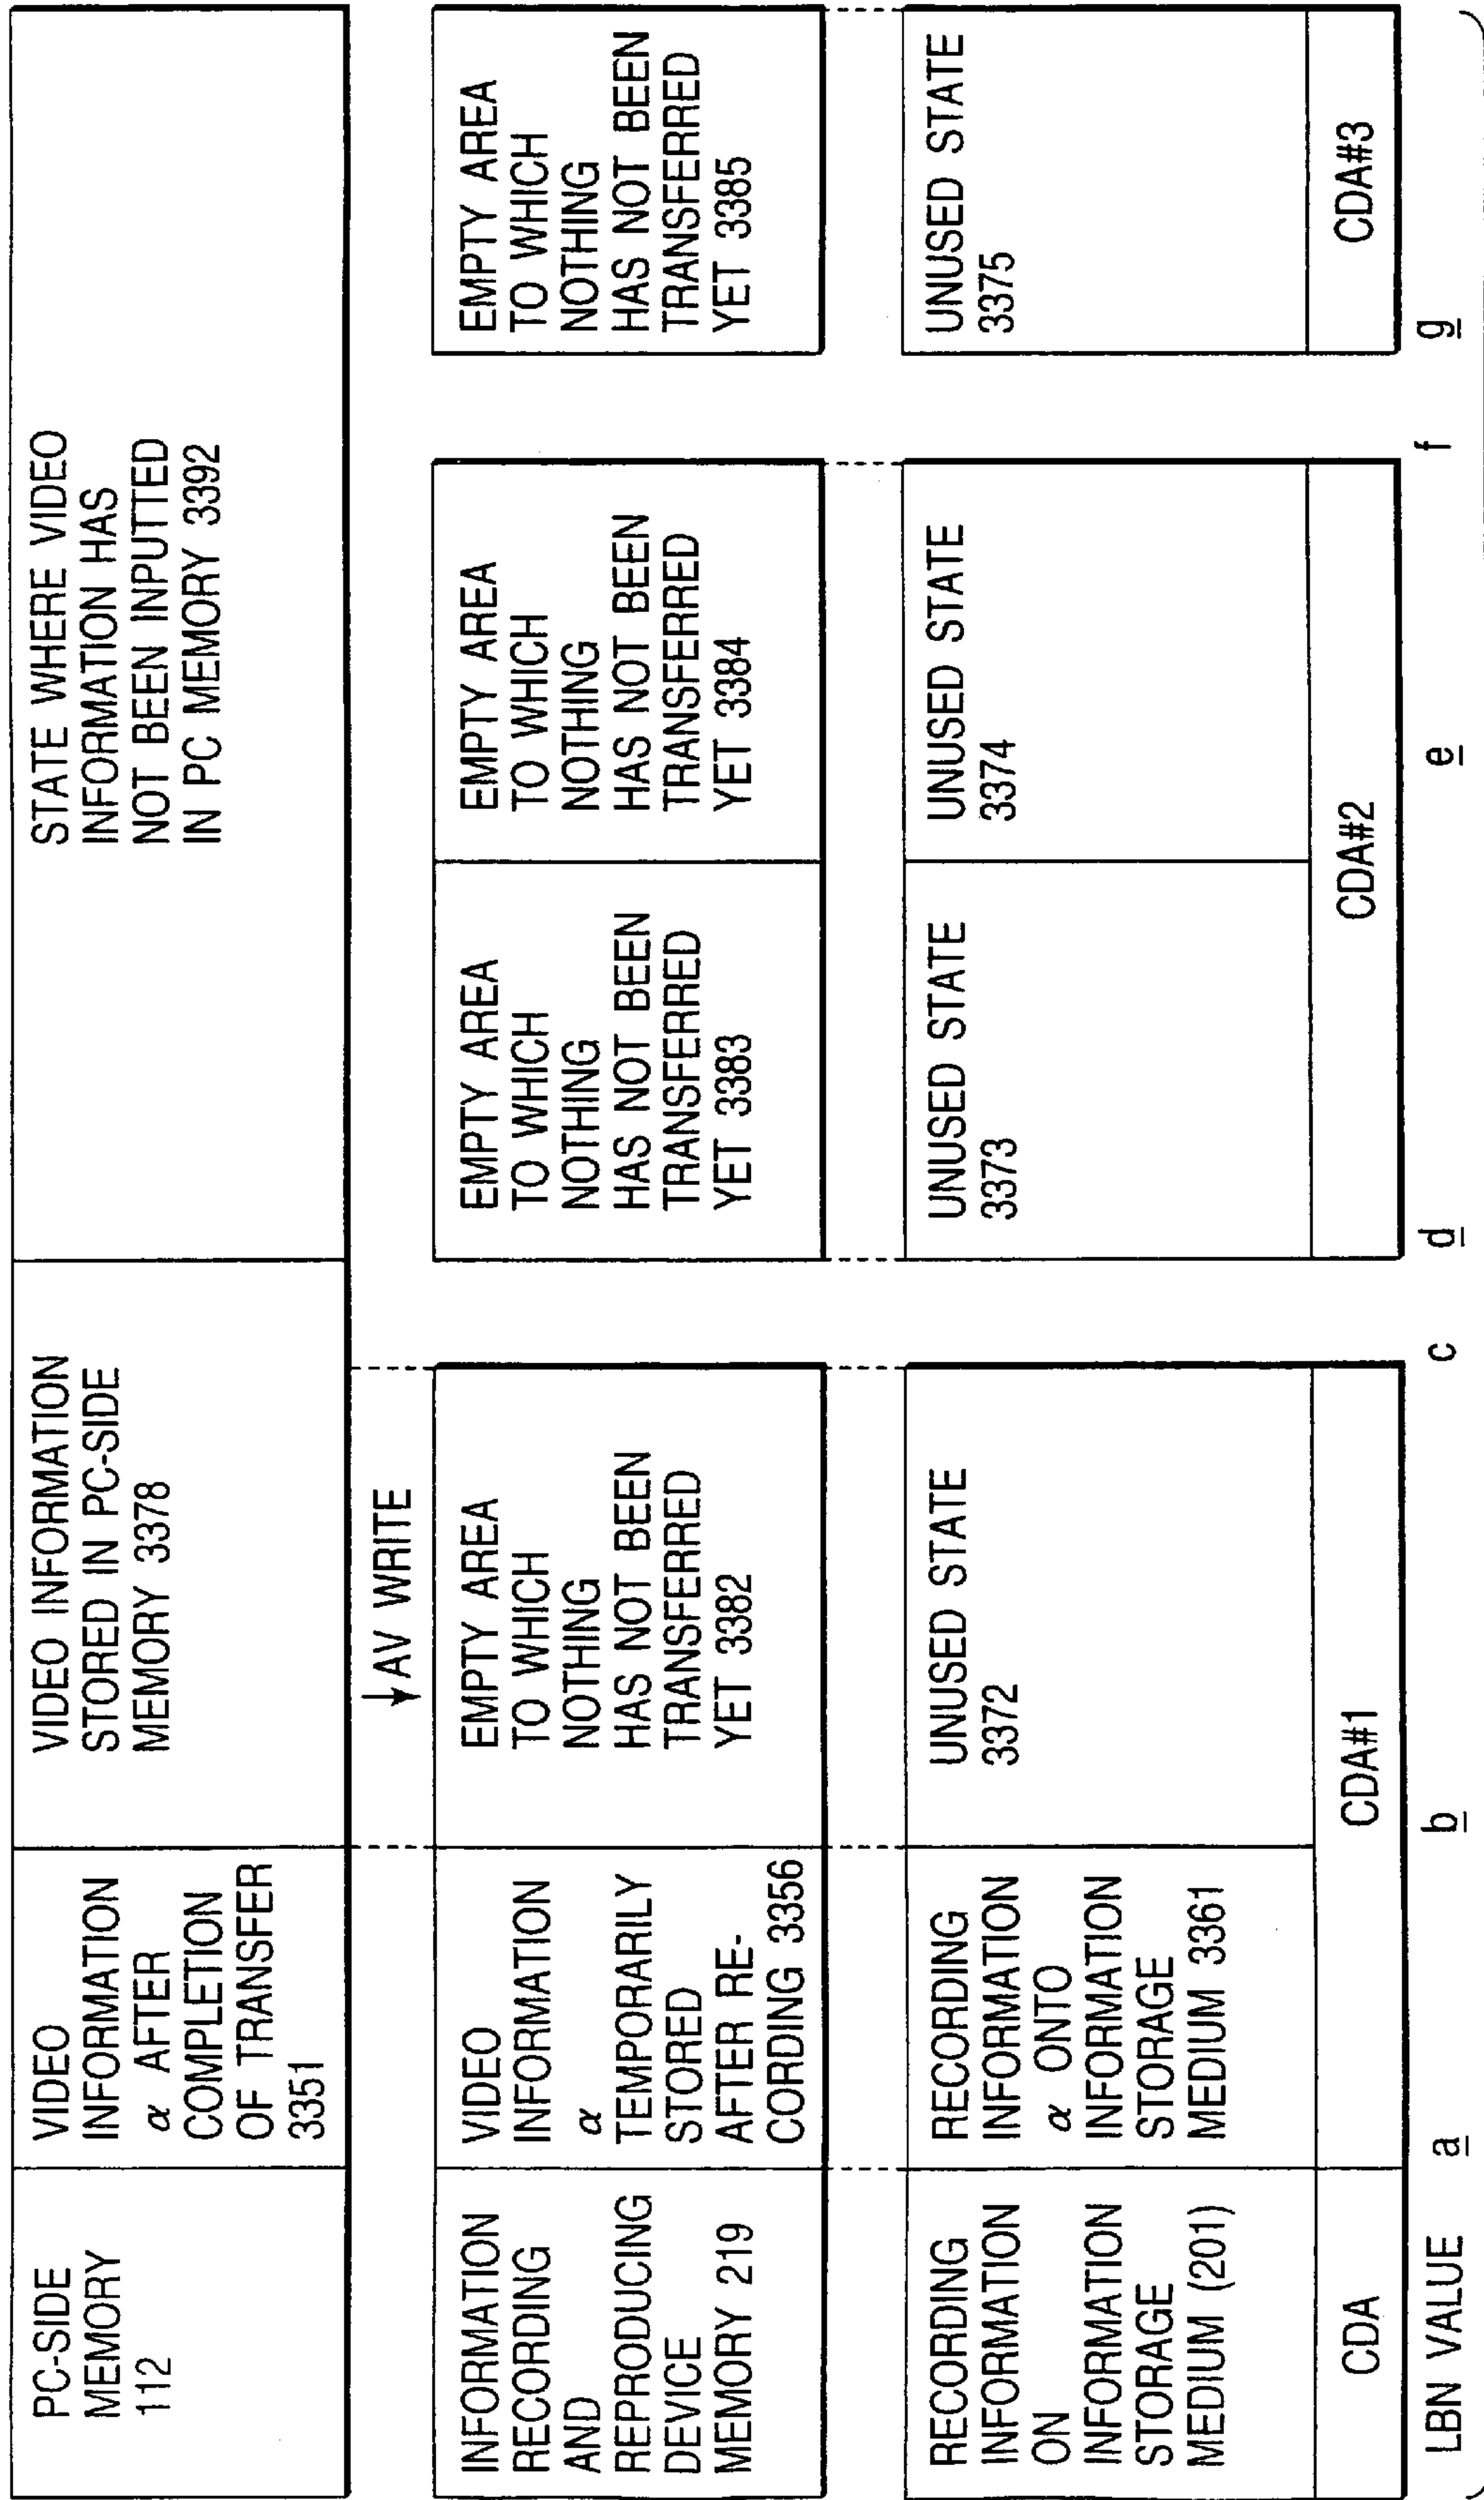 PC-SIDE
MEMORY
112
VIDEO
INFORMATION
α AFTER
COMPLETION
OF TRANSFER
3351
VIDEO INFORMATION
STORED IN PC-SIDE
MEMORY 3378
STATE WHERE VIDEO
INFORMATION HAS
NOT BEEN INPUTTED
IN PC MEMORY 3392
AV WRITE
INFORMATION
RECORDING
AND
REPRODUCING
DEVICE
MEMORY 219
VIDEO
INFORMATION
α
TEMPORARILY
STORED
AFTER RE-
CORDING 3356
EMPTY AREA
TO WHICH
NOTHING
HAS NOT BEEN
TRANSFERRED
YET 3382
EMPTY AREA
TO WHICH
NOTHING
HAS NOT BEEN
TRANSFERRED
YET 3383
EMPTY AREA
TO WHICH
NOTHING
HAS NOT BEEN
TRANSFERRED
YET 3384
EMPTY AREA
TO WHICH
NOTHING
HAS NOT BEEN
TRANSFERRED
YET 3385
RECORDING
INFORMATION
ON
INFORMATION
STORAGE
MEDIUM (201)
RECORDING
INFORMATION
α ONTO
INFORMATION
STORAGE
MEDIUM 3361
UNUSED STATE
3372
UNUSED STATE
3373
UNUSED STATE
3374
UNUSED STATE
3375
CDA
CDA#1
CDA#2
CDA#3
LBN VALUE
a
b
c
d
e
f
g